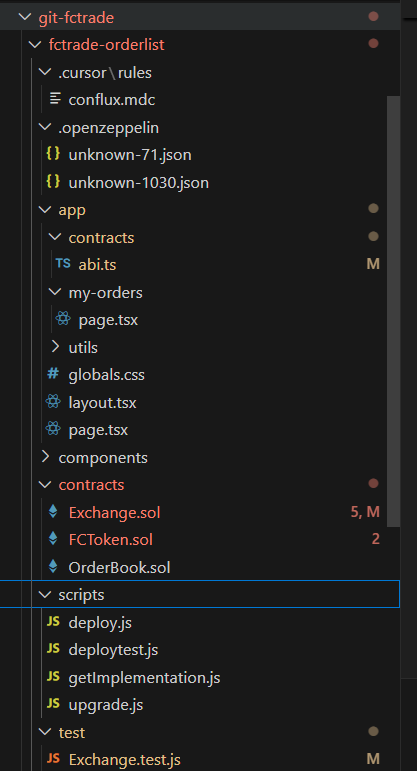 git-fctrade
fctrade-orderlist
.cursor\rules
conflux.mdc
.openzeppelin
{} unknown-71.json
{} unknown-1030.json
app
contracts
TS abi.ts M
my-orders
page.tsx
utils
# globals.css
layout.tsx
page.tsx
components
contracts
Exchange.sol 5, M
FCToken.sol 2
OrderBook.sol
scripts
JS deploy.js
JS deploytest.js
JS getImplementation.js
JS upgrade.js
test
JS Exchange.test.js M